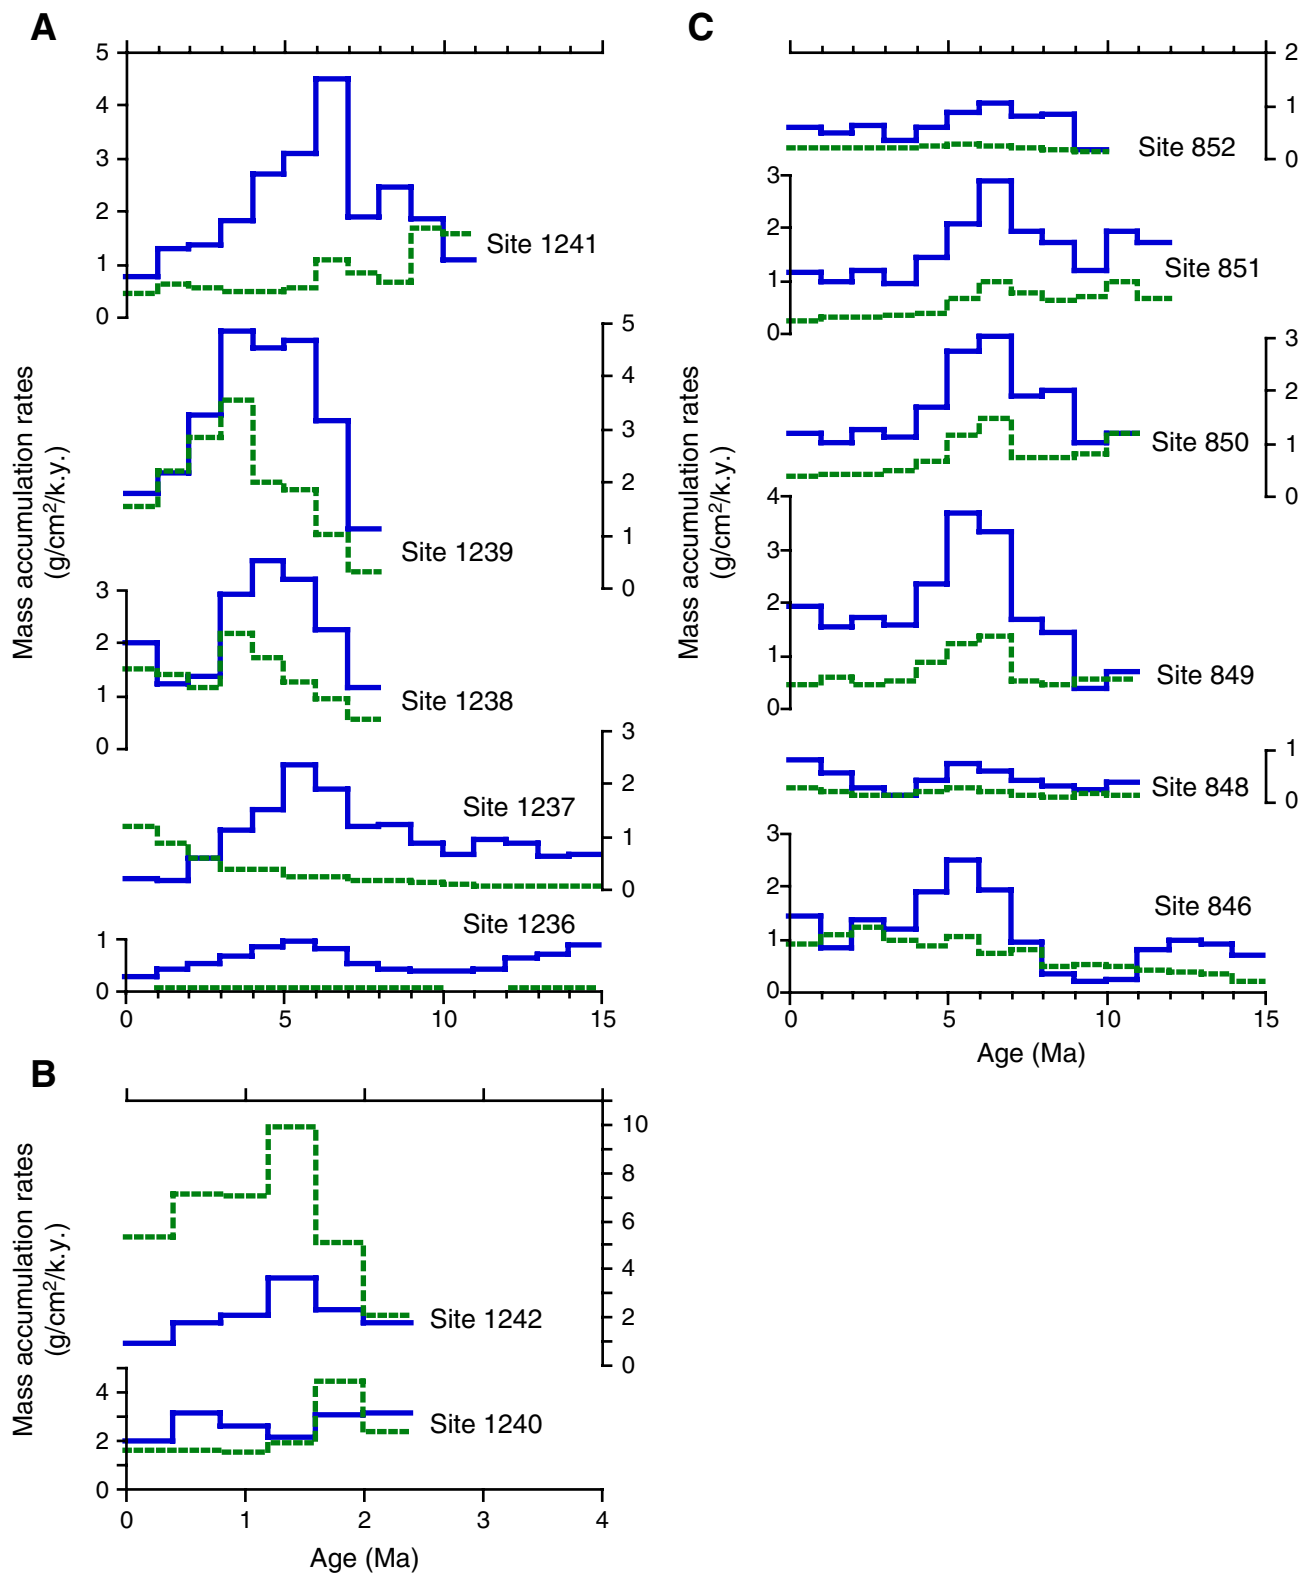 A
5
4
3
2
1
0
Site 1241
5
4
3
2
1
0
Site 1239
Mass accumulation rates
(g/cm²/k.y.)
3
2
1
0
Site 1238
3
2
1
0
Site 1237
Site 1236
1
0
0 5 10 15
B
10
8
6
4
2
0
Site 1242
Mass accumulation rates
(g/cm²/k.y.)
4
2
0
Site 1240
0 1 2 3 4
Age (Ma)
C
2
1
0
Site 852
3
2
1
0
Site 851
3
2
1
0
Site 850
Mass accumulation rates
(g/cm²/k.y.)
4
3
2
1
0
Site 849
1
0
Site 848
3
2
1
0
Site 846
0 5 10 15
Age (Ma)